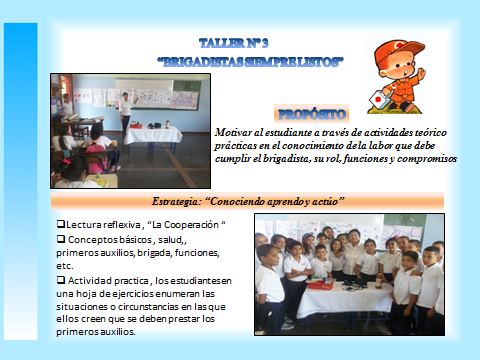 TALLER Nº 3
“BRIGADISTAS SIEMPRE LISTOS”
PROPÓSITO
Motivar al estudiante a través de actividades teórico
prácticas en el conocimiento de la labor que debe
cumplir el brigadista, su rol, funciones y compromisos
Estrategia: “Conociendo aprendo y actúo”
❑Lectura reflexiva , “La Cooperación “
❑ Conceptos básicos , salud,,
primeros auxilios, brigada, funciones,
etc.
❑ Actividad practica , los estudiantesen
una hoja de ejercicios enumeran las
situaciones o circunstancias en las que
ellos creen que se deben prestar los
primeros auxilios.